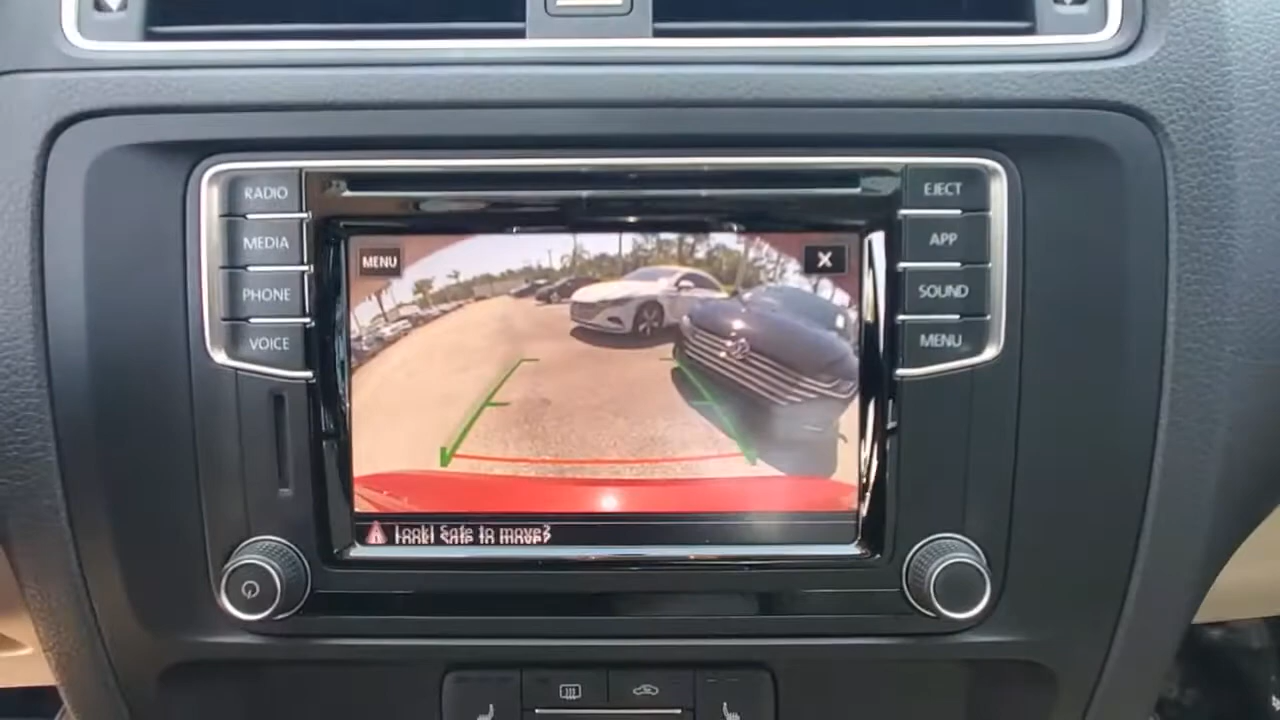 RADIO
EJECT
MEDIA
APP
PHONE
SOUND
VOICE
MENU
MENU
X
Look! Safe to move?